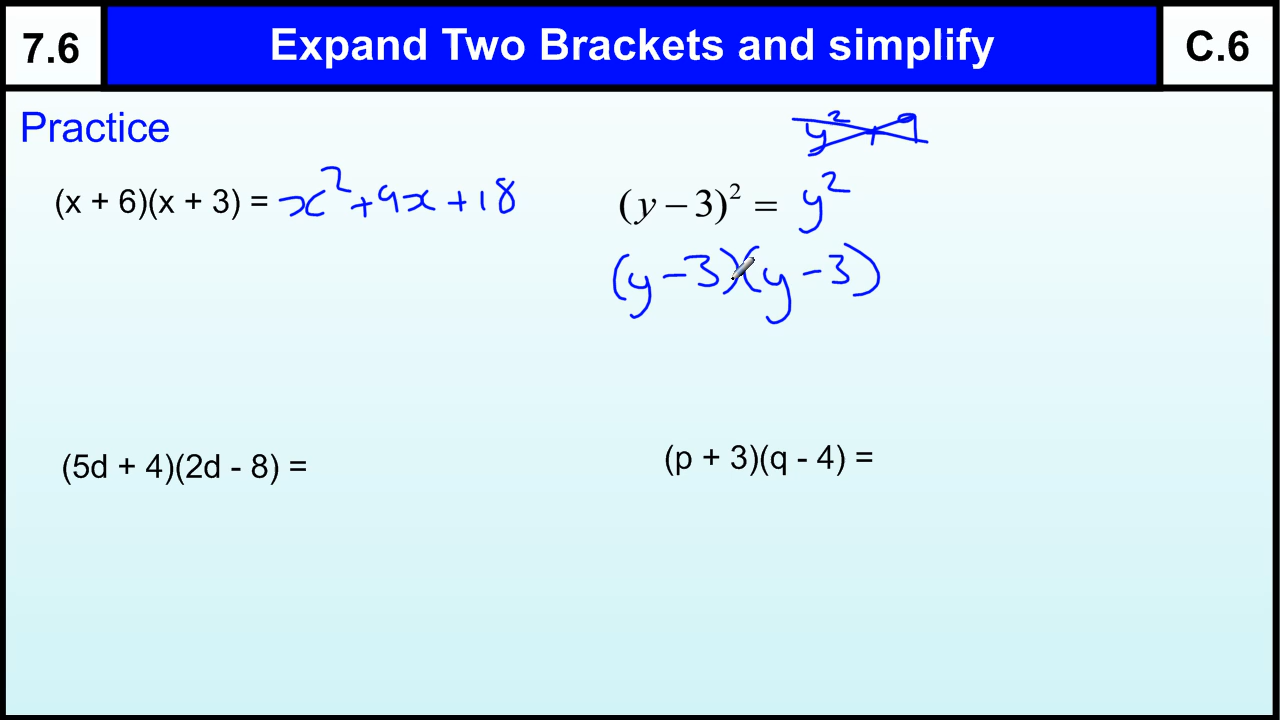 7.6 Expand Two Brackets and simplify C.6
Practice
y² + 9
(x + 6)(x + 3) = x² + 9x + 18
(y − 3)² = y²
(y − 3)(y − 3)
(5d + 4)(2d - 8) =
(p + 3)(q - 4) =